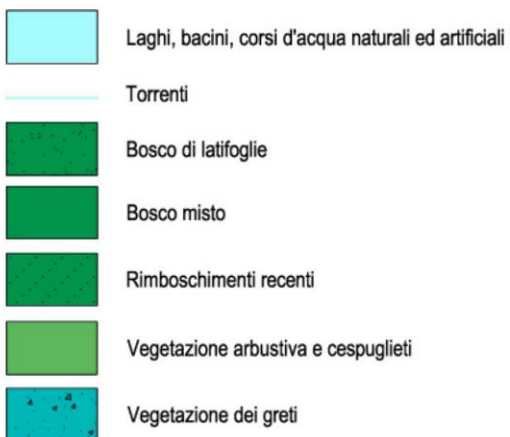 Laghi, bacini, corsi d'acqua naturali ed artificiali
Torrenti
Bosco di latifoglie
Bosco misto
Rimboschimenti recenti
Vegetazione arbustiva e cespuglieti
Vegetazione dei greti